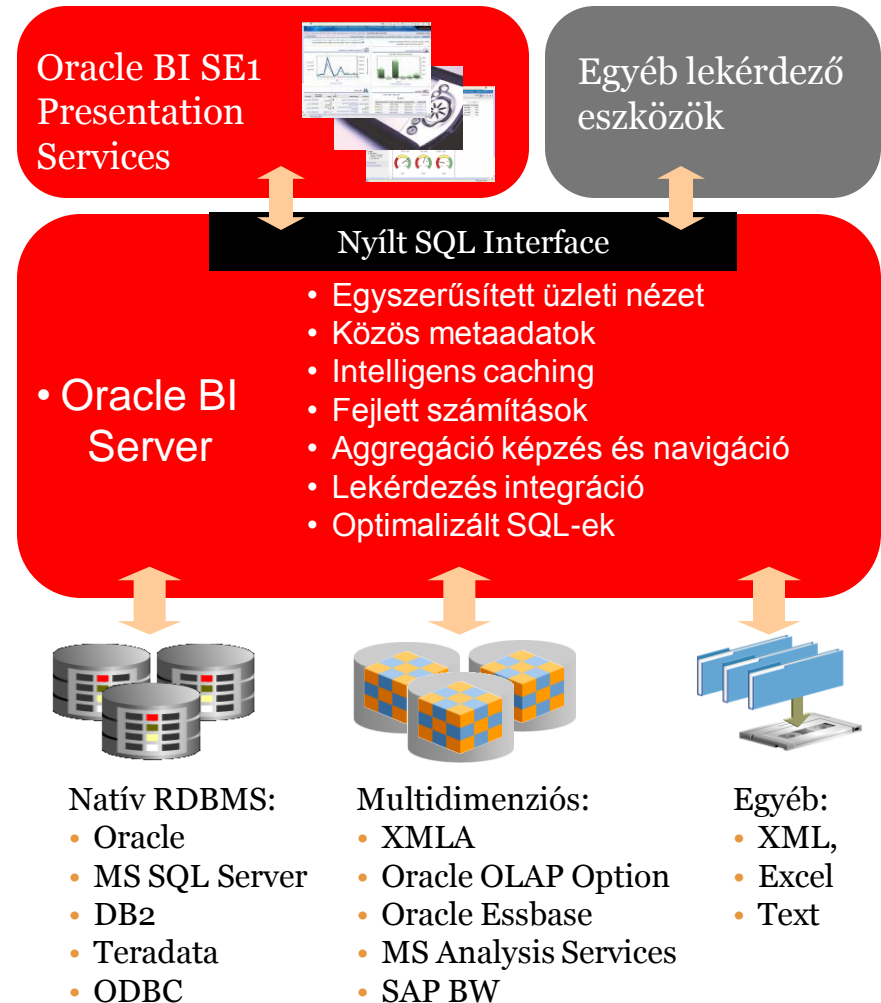 Oracle BI SE1
Presentation
Services
Egyéb lekérdező
eszközök
Nyílt SQL Interface
• Oracle BI
Server
• Egyszerűsített üzleti nézet
• Közös metaadatok
• Intelligens caching
• Fejlett számítások
• Aggregáció képzés és navigáció
• Lekérdezés integráció
• Optimalizált SQL-ek
Natív RDBMS:
• Oracle
• MS SQL Server
• DB2
• Teradata
• ODBC
Multidimenziós:
• XMLA
• Oracle OLAP Option
• Oracle Essbase
• MS Analysis Services
• SAP BW
Egyéb:
• XML,
• Excel
• Text